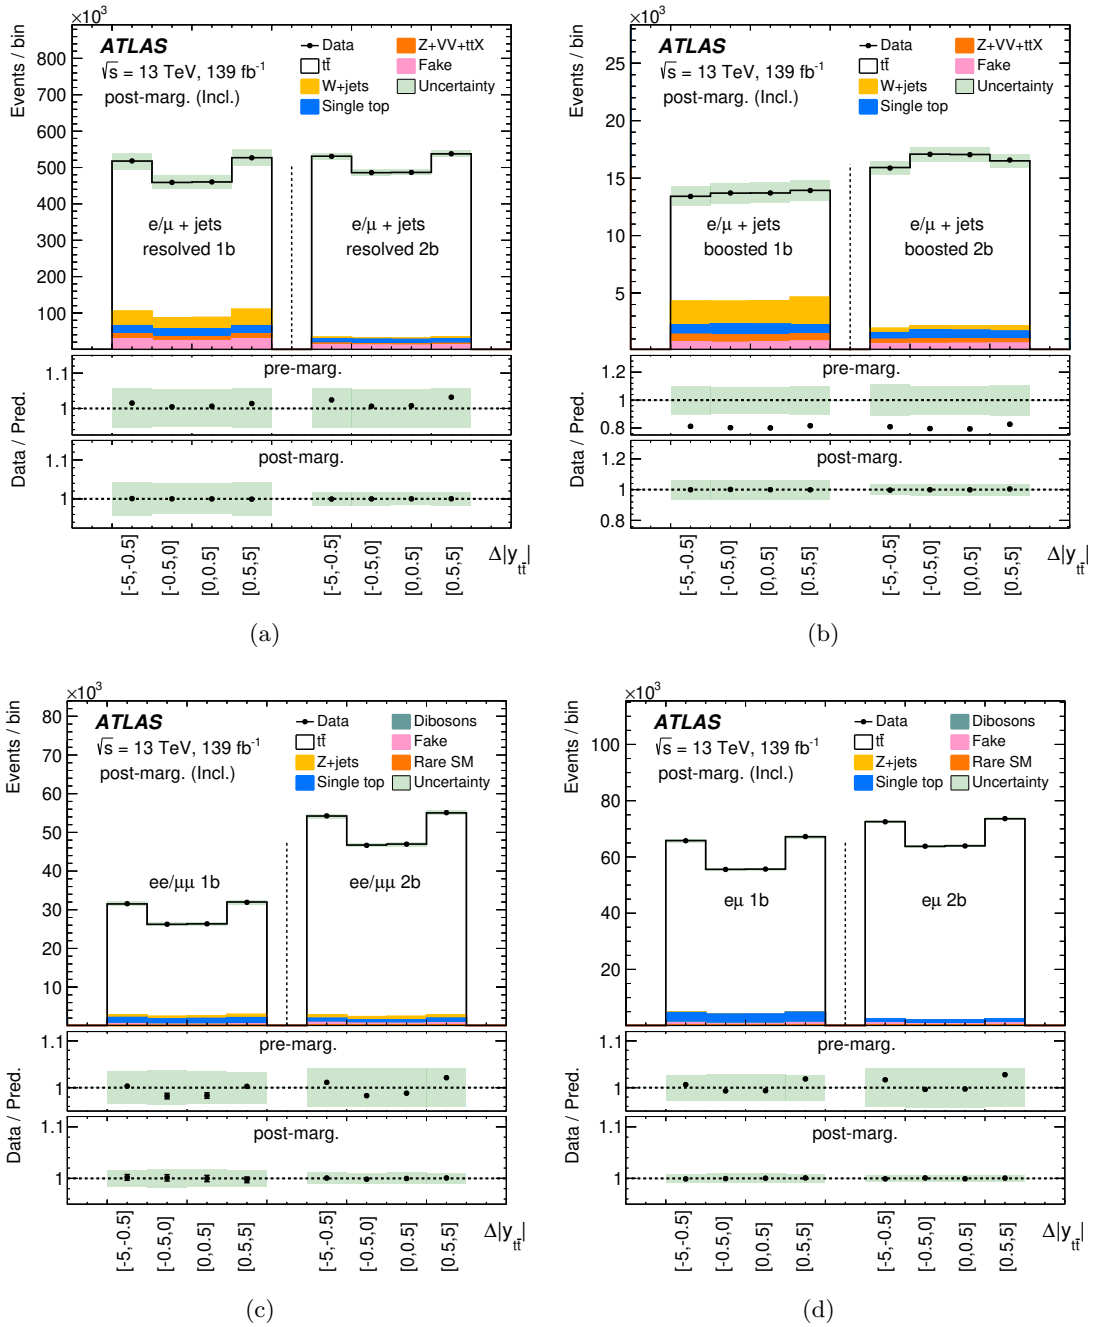 ×10³
Events / bin
800
700
600
500
400
300
200
100
ATLAS
√s = 13 TeV, 139 fb⁻¹
post-marg. (Incl.)
Data
tt̄
W+jets
Single top
Z+VV+ttX
Fake
Uncertainty
e/μ + jets
resolved 1b
e/μ + jets
resolved 2b
Data / Pred.
1.1
1
pre-marg.
1.1
1
post-marg.
[-5,-0.5]
[-0.5,0]
[0,0.5]
[0.5,5]
[-5,-0.5]
[-0.5,0]
[0,0.5]
[0.5,5]
Δ|y_tt̄|
(a)
×10³
Events / bin
25
20
15
10
5
ATLAS
√s = 13 TeV, 139 fb⁻¹
post-marg. (Incl.)
Data
tt̄
W+jets
Single top
Z+VV+ttX
Fake
Uncertainty
e/μ + jets
boosted 1b
e/μ + jets
boosted 2b
Data / Pred.
1.2
1
0.8
pre-marg.
1.2
1
0.8
post-marg.
[-5,-0.5]
[-0.5,0]
[0,0.5]
[0.5,5]
[-5,-0.5]
[-0.5,0]
[0,0.5]
[0.5,5]
Δ|y_tt̄|
(b)
×10³
Events / bin
80
70
60
50
40
30
20
10
ATLAS
√s = 13 TeV, 139 fb⁻¹
post-marg. (Incl.)
Data
tt̄
Z+jets
Single top
Dibosons
Fake
Rare SM
Uncertainty
ee/μμ 1b
ee/μμ 2b
Data / Pred.
1.1
1
pre-marg.
1.1
1
post-marg.
[-5,-0.5]
[-0.5,0]
[0,0.5]
[0.5,5]
[-5,-0.5]
[-0.5,0]
[0,0.5]
[0.5,5]
Δ|y_tt̄|
(c)
×10³
Events / bin
100
80
60
40
20
ATLAS
√s = 13 TeV, 139 fb⁻¹
post-marg. (Incl.)
Data
tt̄
Z+jets
Single top
Dibosons
Fake
Rare SM
Uncertainty
eμ 1b
eμ 2b
Data / Pred.
1.1
1
pre-marg.
1.1
1
post-marg.
[-5,-0.5]
[-0.5,0]
[0,0.5]
[0.5,5]
[-5,-0.5]
[-0.5,0]
[0,0.5]
[0.5,5]
Δ|y_tt̄|
(d)